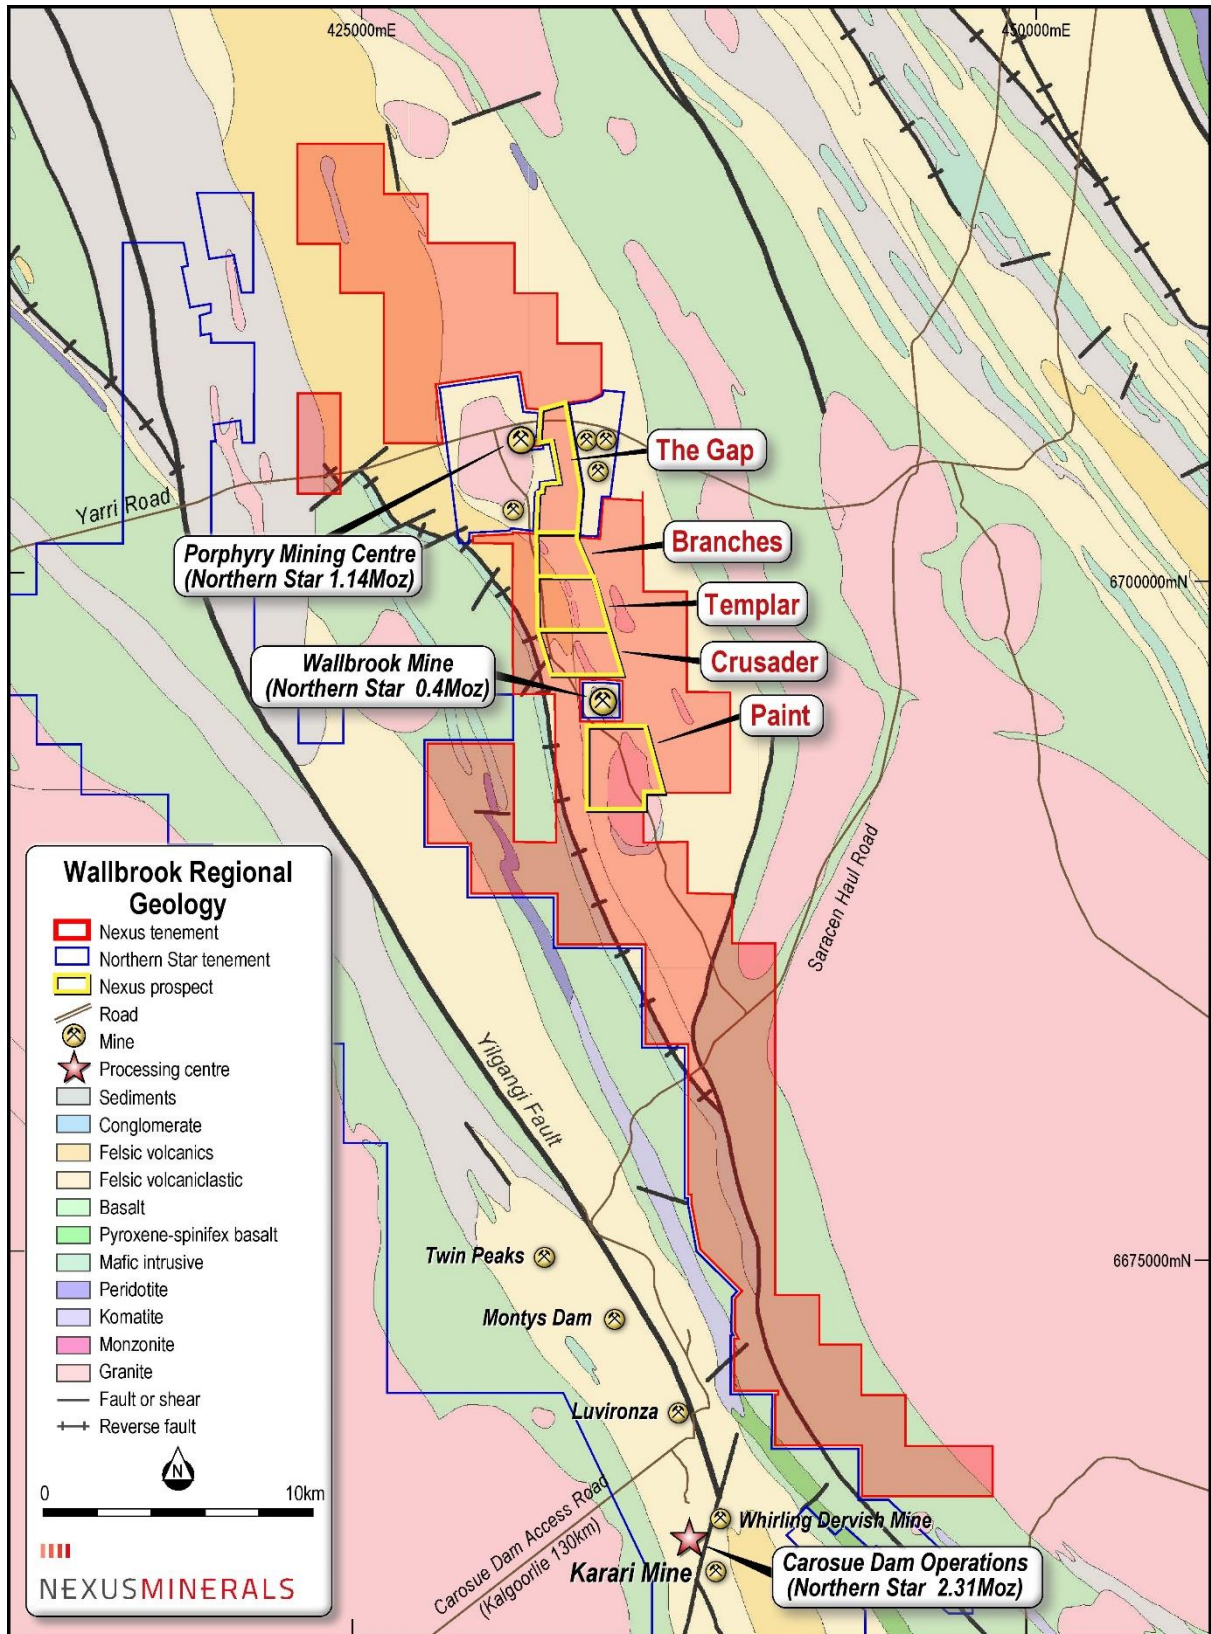 425000mE
450000mE
The Gap
Yarri Road
Branches
Porphyry Mining Centre
(Northern Star 1.14Moz)
6700000mN
Templar
Wallbrook Mine
(Northern Star 0.4Moz)
Crusader
Paint
Saracen Haul Road
Wallbrook Regional
Geology
Nexus tenement
Northern Star tenement
Nexus prospect
Road
Mine
Processing centre
Sediments
Conglomerate
Felsic volcanics
Felsic volcaniclastic
Basalt
Pyroxene-spinifex basalt
Mafic intrusive
Peridotite
Komatite
Monzonite
Granite
Fault or shear
Reverse fault
N
0 10km
NEXUSMINERALS
Yilgangi Fault
Twin Peaks
6675000mN
Montys Dam
Luvironza
Carosue Dam Access Road
(Kalgoorlie 130km)
Whirling Dervish Mine
Karari Mine
Carosue Dam Operations
(Northern Star 2.31Moz)